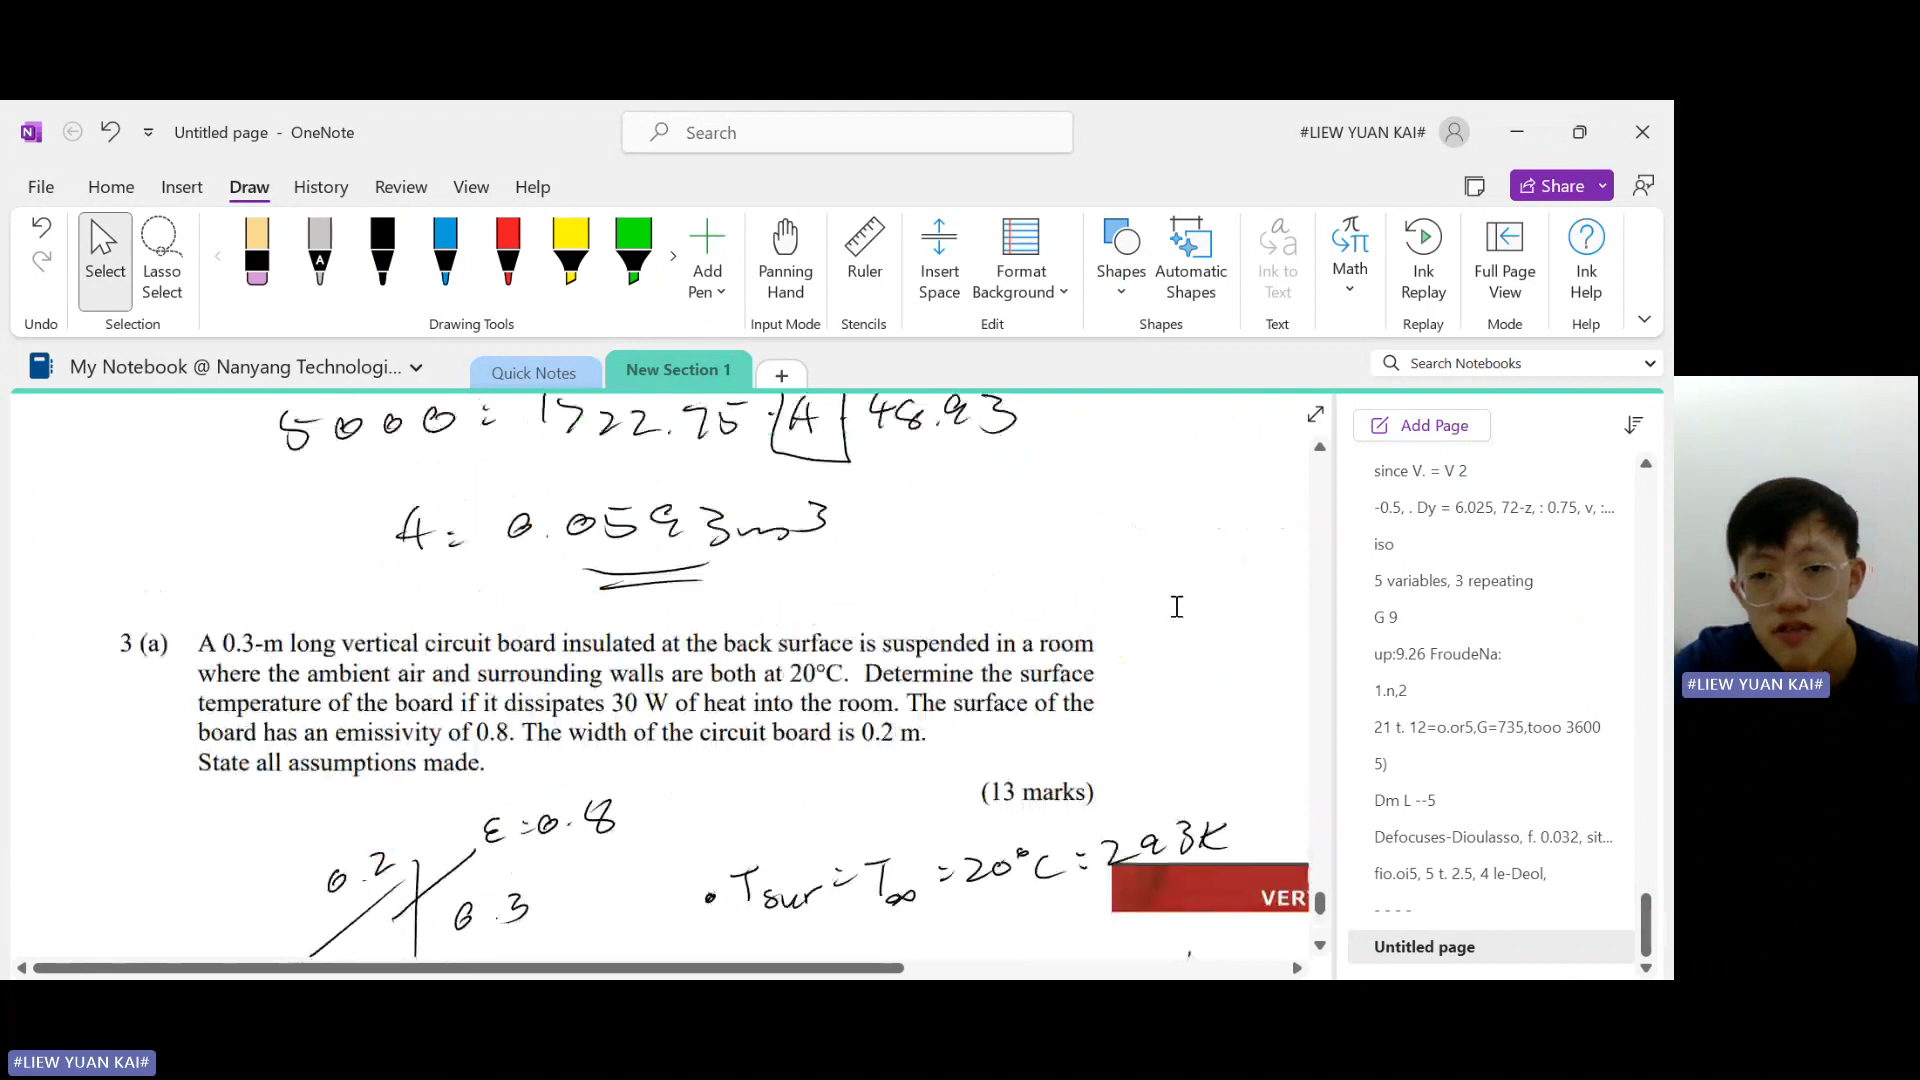 Untitled page - OneNote
Search
#LIEW YUAN KAI#
File
Home
Insert
Draw
History
Review
View
Help
Share
Select
Lasso
Select
A
Add
Pen
Panning
Hand
Ruler
Insert
Space
Format
Background
Shapes
Automatic
Shapes
Ink to
Text
Math
Ink
Replay
Full Page
View
Ink
Help
Undo
Selection
Drawing Tools
Input Mode
Stencils
Edit
Shapes
Text
Replay
Mode
Help
My Notebook @ Nanyang Technologi...
Quick Notes
New Section 1
+
Search Notebooks
5000 = 1722.75 · A · 48.93
A = 0.0593m3
3 (a) A 0.3-m long vertical circuit board insulated at the back surface is suspended in a room
where the ambient air and surrounding walls are both at 20°C. Determine the surface
temperature of the board if it dissipates 30 W of heat into the room. The surface of the
board has an emissivity of 0.8. The width of the circuit board is 0.2 m.
State all assumptions made.
(13 marks)
ε = 0.8
0.2
0.3
• Tsur = T∞ = 20°C = 293K
VER
Add Page
since V. = V 2
-0.5, . Dy = 6.025, 72-z, : 0.75, v, :...
iso
5 variables, 3 repeating
G 9
up:9.26 FroudeNa:
1.n,2
21 t. 12=o.or5,G=735,tooo 3600
5)
Dm L --5
Defocuses-Dioulasso, f. 0.032, sit...
fio.oi5, 5 t. 2.5, 4 le-Deol,
- - - -
Untitled page
#LIEW YUAN KAI#
#LIEW YUAN KAI#